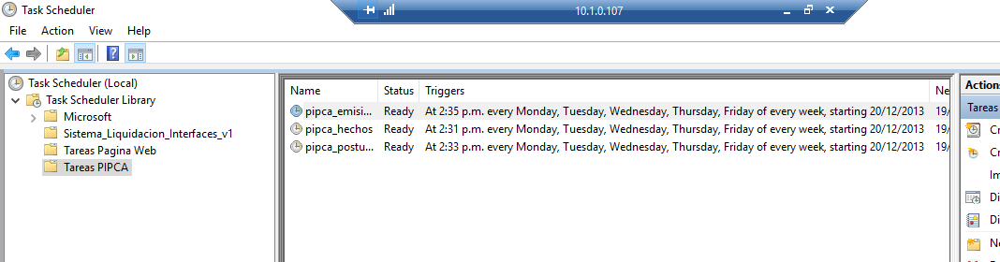 Task Scheduler
10.1.0.107
File Action View Help
Task Scheduler (Local)
Task Scheduler Library
Microsoft
Sistema_Liquidacion_Interfaces_v1
Tareas Pagina Web
Tareas PIPCA
Name Status Triggers Ne
pipca_emisi... Ready At 2:35 p.m. every Monday, Tuesday, Wednesday, Thursday, Friday of every week, starting 20/12/2013 19/
pipca_hechos Ready At 2:31 p.m. every Monday, Tuesday, Wednesday, Thursday, Friday of every week, starting 20/12/2013 19/
pipca_postu... Ready At 2:33 p.m. every Monday, Tuesday, Wednesday, Thursday, Friday of every week, starting 20/12/2013 19/
Actions
Tareas
Cr
Cr
Im
Di
Di
Ne